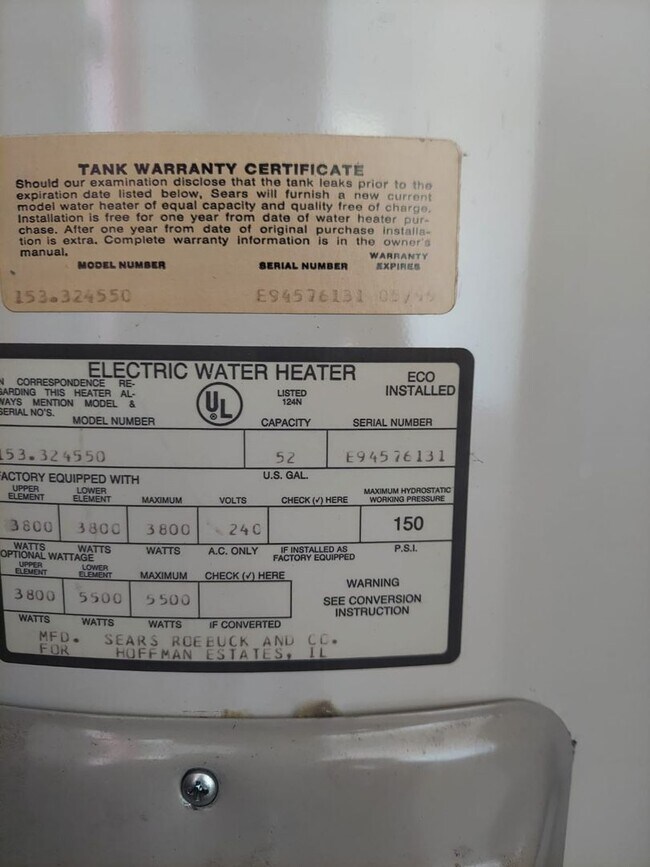 TANK WARRANTY CERTIFICATE
Should our examination disclose that the tank leaks prior to the
expiration date listed below, Sears will furnish a new current
model water heater of equal capacity and quality free of charge.
Installation is free for one year from date of water heater pur-
chase. After one year from date of original purchase installa-
tion is extra. Complete warranty information is in the owner's
manual.
MODEL NUMBER SERIAL NUMBER WARRANTY EXPIRES
153.324550 E94576131
ELECTRIC WATER HEATER
CORRESPONDENCE RE-
GARDING THIS HEATER AL-
WAYS MENTION MODEL &
SERIAL NO'S.
UL
LISTED
124N
ECO
INSTALLED
MODEL NUMBER CAPACITY SERIAL NUMBER
153.324550 52 E94576131
FACTORY EQUIPPED WITH U.S. GAL.
UPPER ELEMENT LOWER ELEMENT MAXIMUM VOLTS CHECK (✓) HERE MAXIMUM HYDROSTATIC WORKING PRESSURE
3800 3800 3800 240 150
WATTS WATTS WATTS A.C. ONLY IF INSTALLED AS FACTORY EQUIPPED P.S.I.
OPTIONAL WATTAGE
UPPER ELEMENT LOWER ELEMENT MAXIMUM CHECK (✓) HERE
3800 5500 5500
WATTS WATTS WATTS IF CONVERTED
WARNING
SEE CONVERSION
INSTRUCTION
MFD. SEARS ROEBUCK AND CO.
FOR HOFFMAN ESTATES, IL